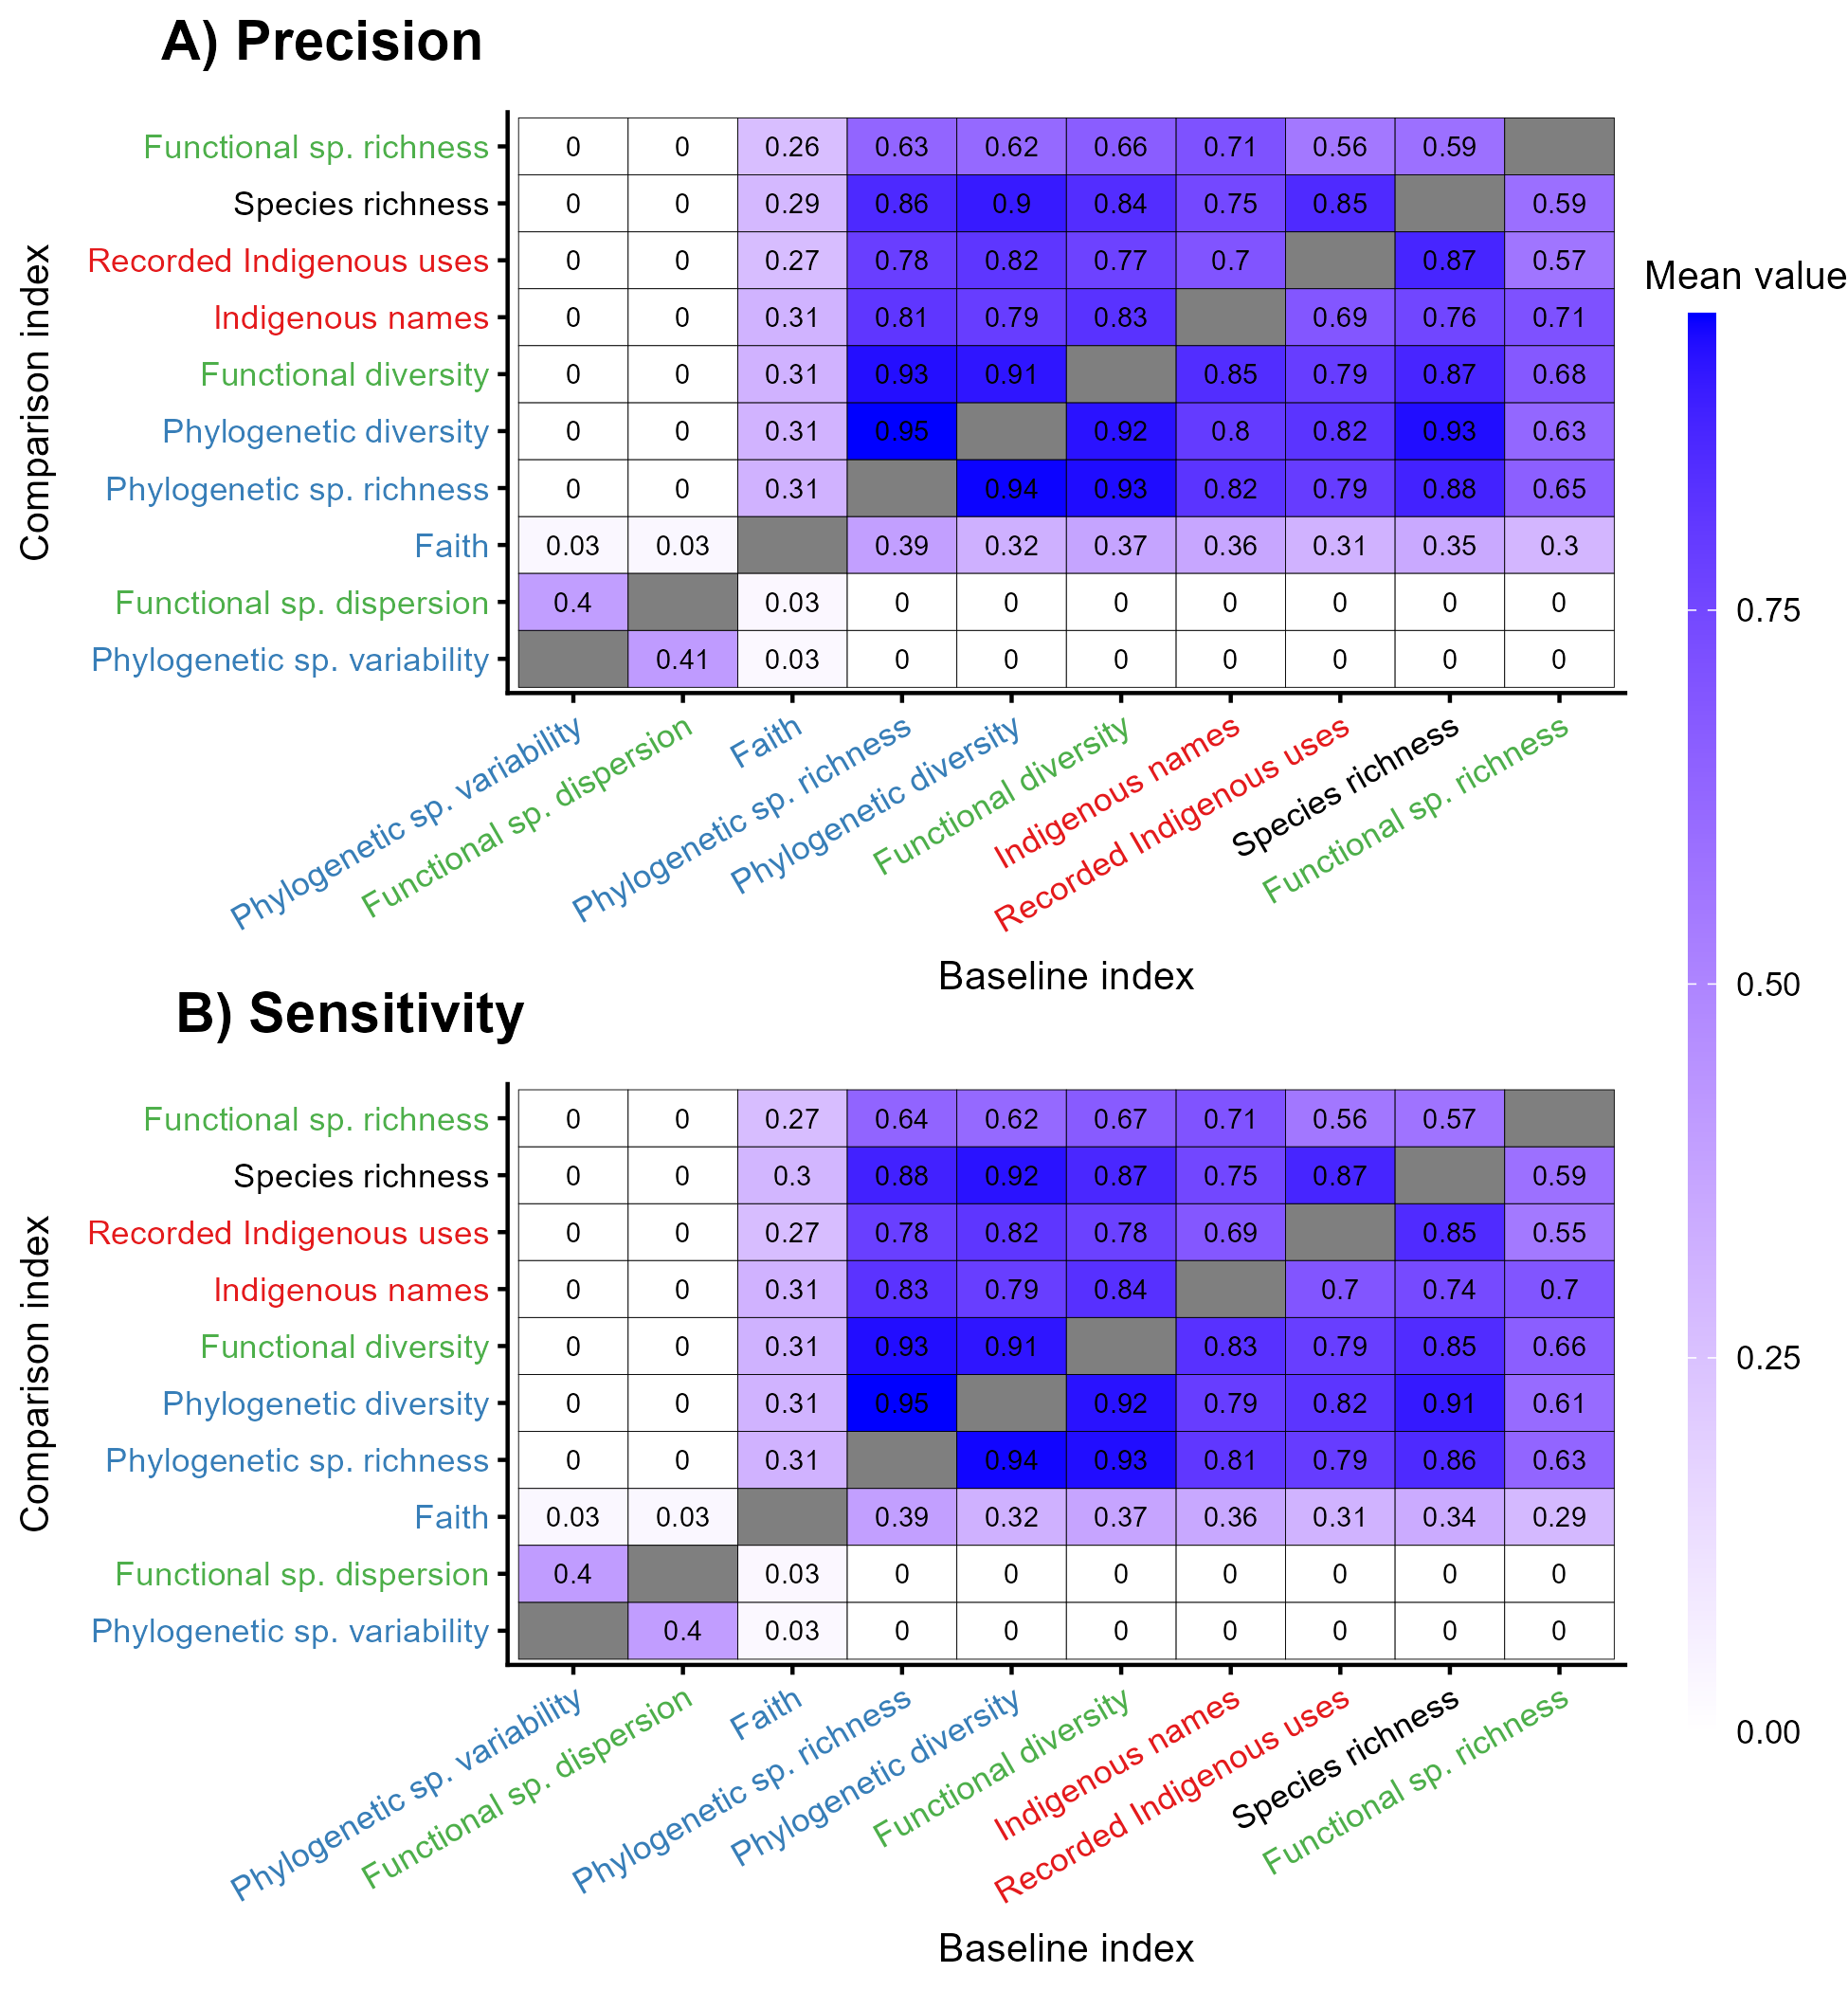 A) Precision
Comparison index
Functional sp. richness 0 0 0.26 0.63 0.62 0.66 0.71 0.56 0.59
Species richness 0 0 0.29 0.86 0.9 0.84 0.75 0.85 0.59
Recorded Indigenous uses 0 0 0.27 0.78 0.82 0.77 0.7 0.87 0.57
Indigenous names 0 0 0.31 0.81 0.79 0.83 0.69 0.76 0.71
Functional diversity 0 0 0.31 0.93 0.91 0.85 0.79 0.87 0.68
Phylogenetic diversity 0 0 0.31 0.95 0.92 0.8 0.82 0.93 0.63
Phylogenetic sp. richness 0 0 0.31 0.94 0.93 0.82 0.79 0.88 0.65
Faith 0.03 0.03 0.39 0.32 0.37 0.36 0.31 0.35 0.3
Functional sp. dispersion 0.4 0.03 0 0 0 0 0 0 0
Phylogenetic sp. variability 0.41 0.03 0 0 0 0 0 0 0
Phylogenetic sp. variability
Functional sp. dispersion
Faith
Phylogenetic sp. richness
Phylogenetic diversity
Functional diversity
Indigenous names
Recorded Indigenous uses
Species richness
Functional sp. richness
Baseline index
B) Sensitivity
Comparison index
Functional sp. richness 0 0 0.27 0.64 0.62 0.67 0.71 0.56 0.57
Species richness 0 0 0.3 0.88 0.92 0.87 0.75 0.87 0.59
Recorded Indigenous uses 0 0 0.27 0.78 0.82 0.78 0.69 0.85 0.55
Indigenous names 0 0 0.31 0.83 0.79 0.84 0.7 0.74 0.7
Functional diversity 0 0 0.31 0.93 0.91 0.83 0.79 0.85 0.66
Phylogenetic diversity 0 0 0.31 0.95 0.92 0.79 0.82 0.91 0.61
Phylogenetic sp. richness 0 0 0.31 0.94 0.93 0.81 0.79 0.86 0.63
Faith 0.03 0.03 0.39 0.32 0.37 0.36 0.31 0.34 0.29
Functional sp. dispersion 0.4 0.03 0 0 0 0 0 0 0
Phylogenetic sp. variability 0.4 0.03 0 0 0 0 0 0 0
Phylogenetic sp. variability
Functional sp. dispersion
Faith
Phylogenetic sp. richness
Phylogenetic diversity
Functional diversity
Indigenous names
Recorded Indigenous uses
Species richness
Functional sp. richness
Baseline index
Mean value
0.75
0.50
0.25
0.00